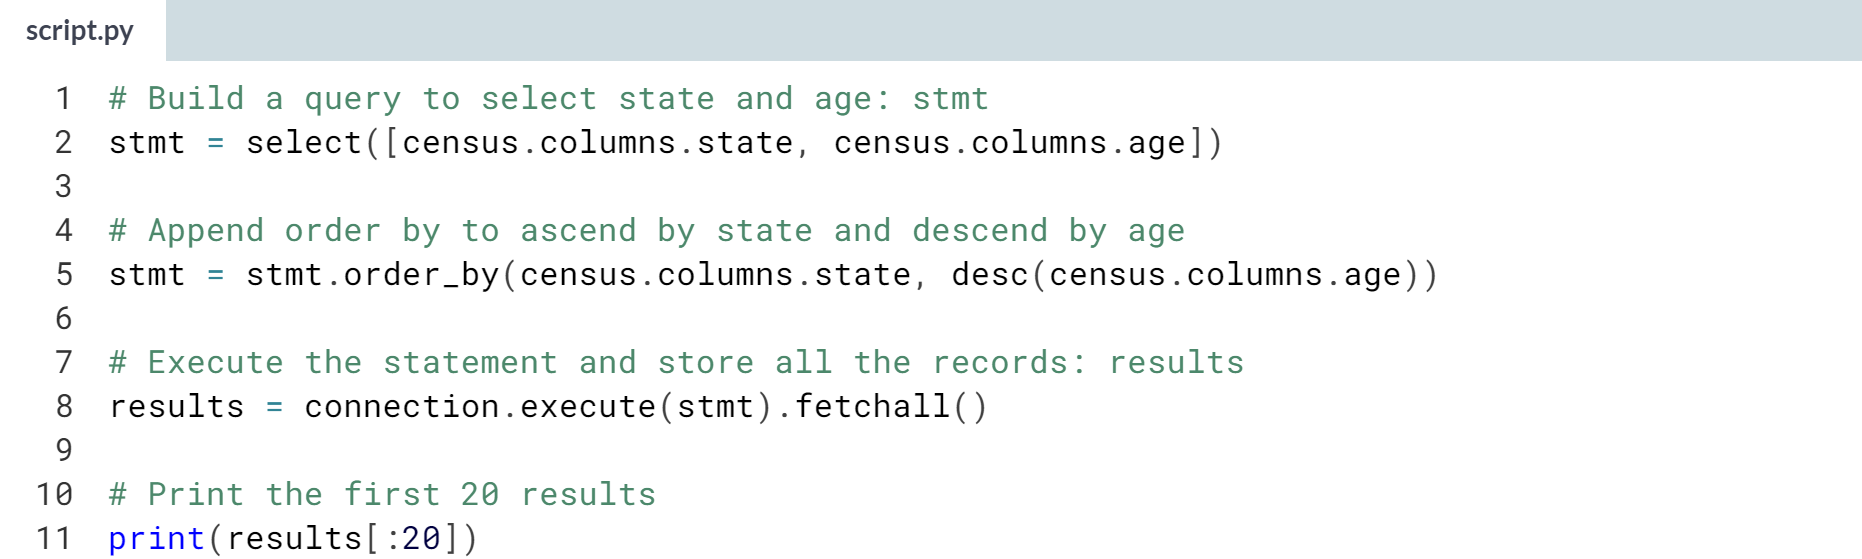 script.py
1 # Build a query to select state and age: stmt
2 stmt = select([census.columns.state, census.columns.age])
3
4 # Append order by to ascend by state and descend by age
5 stmt = stmt.order_by(census.columns.state, desc(census.columns.age))
6
7 # Execute the statement and store all the records: results
8 results = connection.execute(stmt).fetchall()
9
10 # Print the first 20 results
11 print(results[:20])